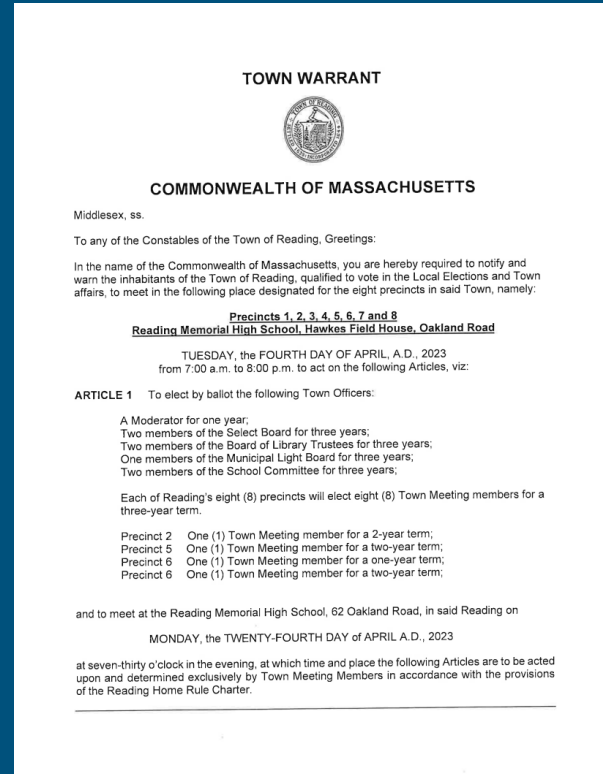 TOWN WARRANT
COMMONWEALTH OF MASSACHUSETTS
Middlesex, ss.
To any of the Constables of the Town of Reading, Greetings:
In the name of the Commonwealth of Massachusetts, you are hereby required to notify and
warn the inhabitants of the Town of Reading, qualified to vote in the Local Elections and Town
affairs, to meet in the following place designated for the eight precincts in said Town, namely:
Precincts 1, 2, 3, 4, 5, 6, 7 and 8
Reading Memorial High School, Hawkes Field House, Oakland Road
TUESDAY, the FOURTH DAY OF APRIL, A.D., 2023
from 7:00 a.m. to 8:00 p.m. to act on the following Articles, viz:
ARTICLE 1 To elect by ballot the following Town Officers:
A Moderator for one year;
Two members of the Select Board for three years;
Two members of the Board of Library Trustees for three years;
One members of the Municipal Light Board for three years;
Two members of the School Committee for three years;
Each of Reading's eight (8) precincts will elect eight (8) Town Meeting members for a
three-year term.
Precinct 2 One (1) Town Meeting member for a 2-year term;
Precinct 5 One (1) Town Meeting member for a two-year term;
Precinct 6 One (1) Town Meeting member for a one-year term;
Precinct 6 One (1) Town Meeting member for a two-year term;
and to meet at the Reading Memorial High School, 62 Oakland Road, in said Reading on
MONDAY, the TWENTY-FOURTH DAY of APRIL A.D., 2023
at seven-thirty o'clock in the evening, at which time and place the following Articles are to be acted
upon and determined exclusively by Town Meeting Members in accordance with the provisions
of the Reading Home Rule Charter.